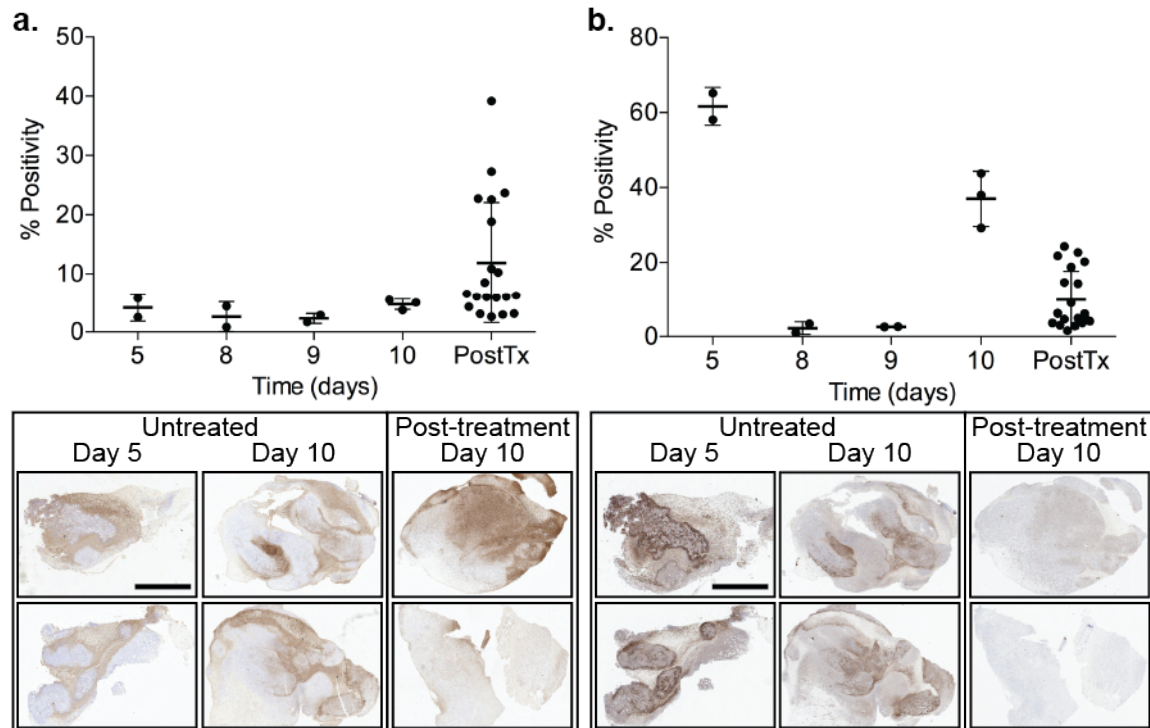 a.
50
40
30
20
10
0
% Positivity
5 8 9 10 PostTx
Time (days)
Untreated Post-treatment
Day 5 Day 10 Day 10
b.
80
60
40
20
0
% Positivity
5 8 9 10 PostTx
Time (days)
Untreated Post-treatment
Day 5 Day 10 Day 10